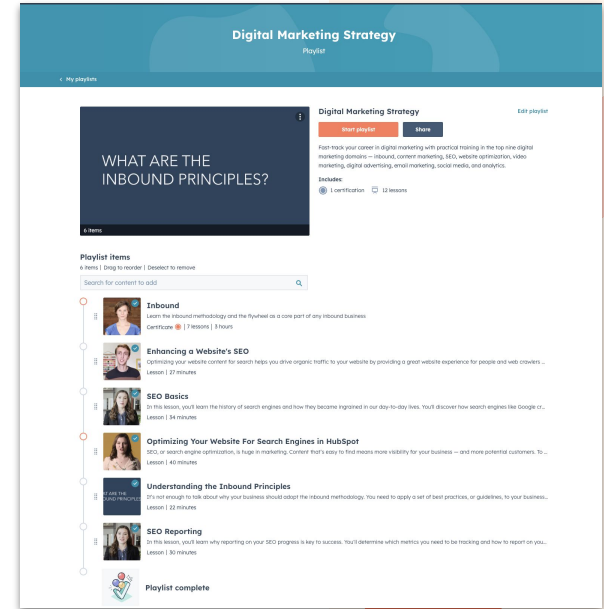 Digital Marketing Strategy
Playlist
< My playlists
WHAT ARE THE
INBOUND PRINCIPLES?
6 items
Digital Marketing Strategy
Edit playlist
Start playlist
Share
Fast-track your career in digital marketing with practical training in the top nine digital
marketing domains — inbound, content marketing, SEO, website optimization, video
marketing, digital advertising, email marketing, social media, and analytics.
Includes:
1 certification 12 lessons
Playlist items
6 items | Drag to reorder | Deselect to remove
Search for content to add
Inbound
Learn the inbound methodology and the flywheel as a core part of any inbound business
Certificate | 7 lessons | 3 hours
Enhancing a Website's SEO
Optimizing your website content for search helps you drive organic traffic to your website by providing a great website experience for people and web crawlers ...
Lesson | 27 minutes
SEO Basics
In this lesson, you'll learn the history of search engines and how they became ingrained in our day-to-day lives. You'll discover how search engines like Google cr...
Lesson | 34 minutes
Optimizing Your Website For Search Engines in HubSpot
SEO, or search engine optimization, is huge in marketing. Content that's easy to find means more visibility for your business — and more potential customers. To ...
Lesson | 40 minutes
AT ARE THE
OUND PRINCIPLES
Understanding the Inbound Principles
It's not enough to talk about why your business should adopt the inbound methodology. You need to apply a set of best practices, or guidelines, to your business...
Lesson | 22 minutes
SEO Reporting
In this lesson, you'll learn why reporting on your SEO progress is key to success. You'll determine which metrics you need to be tracking and how to report on you...
Lesson | 30 minutes
Playlist complete